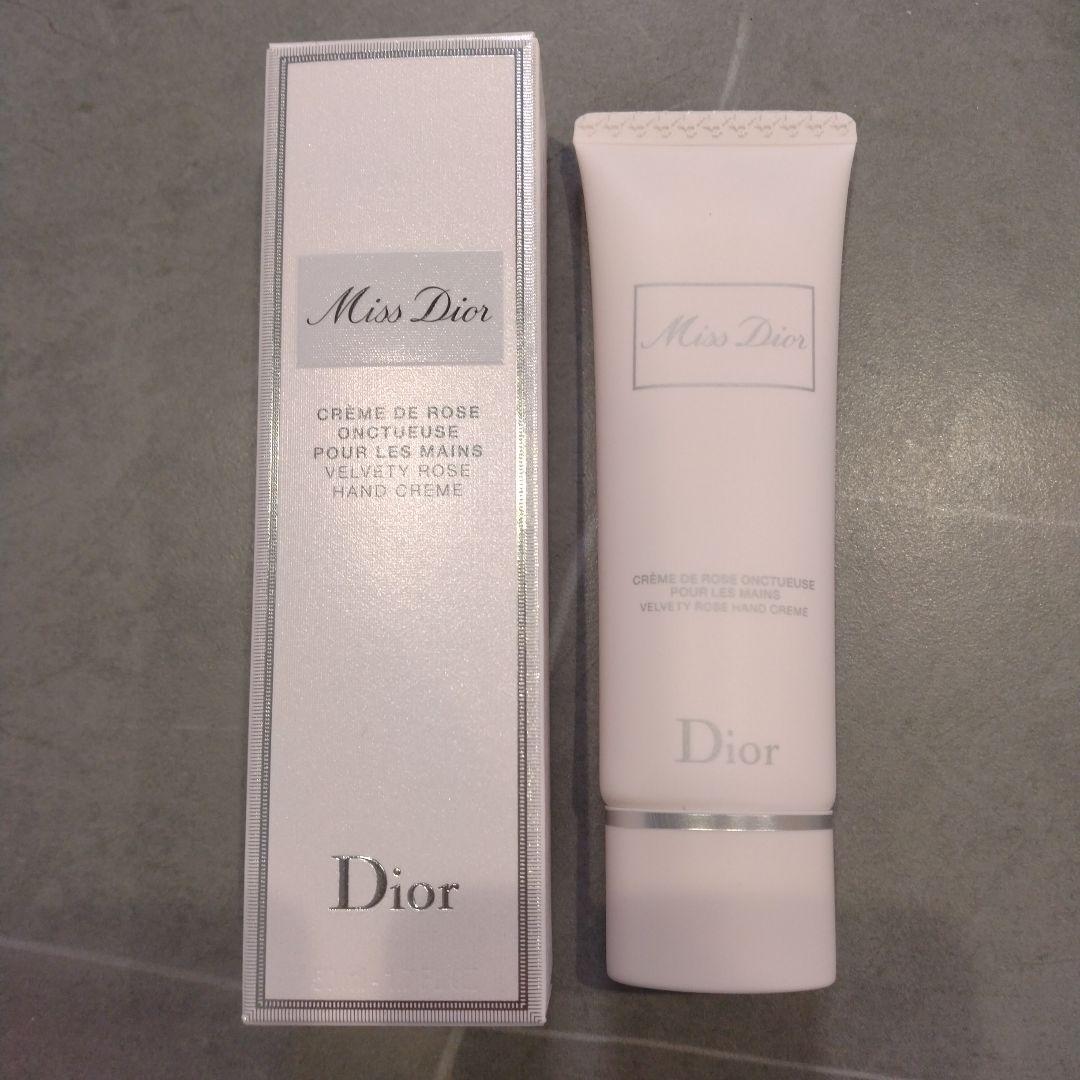 Miss Dior
CRÈME DE ROSE
ONCTUEUSE
POUR LES MAINS
VELVETY ROSE
HAND CREME
Dior
Miss Dior
CRÈME DE ROSE ONCTUEUSE
POUR LES MAINS
VELVETY ROSE HAND CREME
Dior